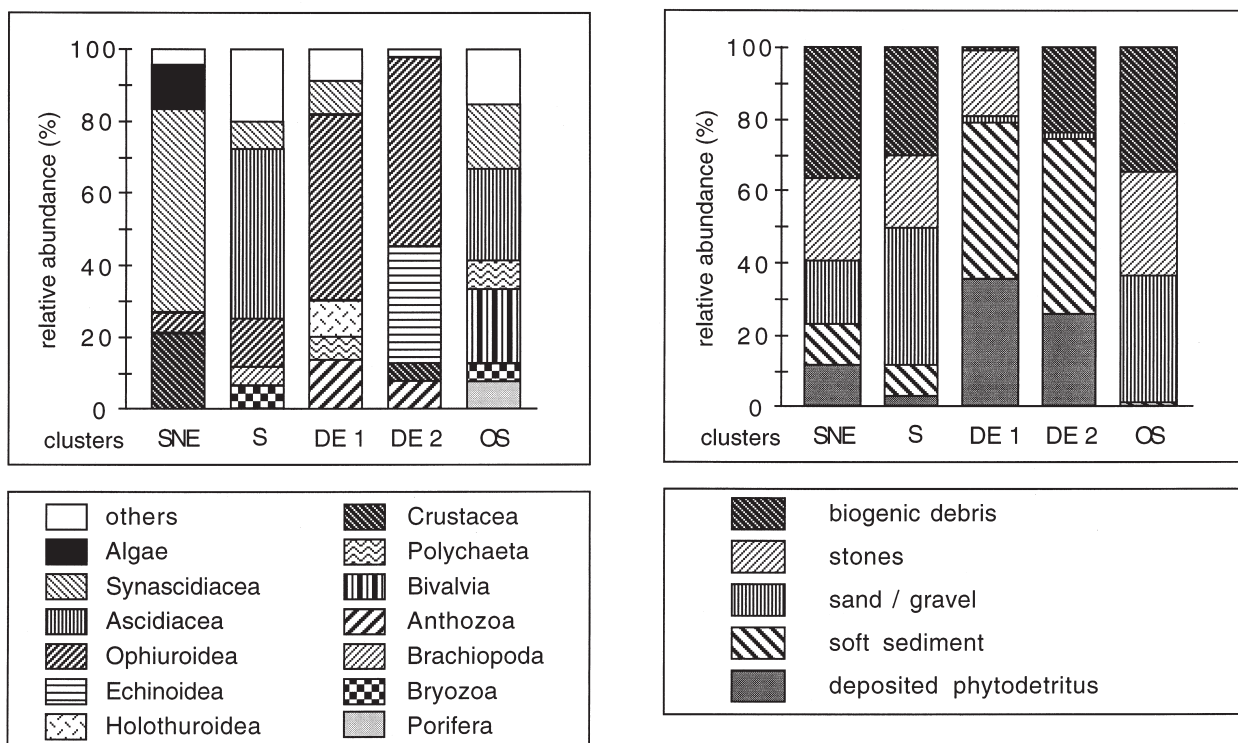 relative abundance (%)
100
80
60
40
20
0
clusters SNE S DE 1 DE 2 OS
relative abundance (%)
100
80
60
40
20
0
clusters SNE S DE 1 DE 2 OS
others
Algae
Synascidiacea
Ascidiacea
Ophiuroidea
Echinoidea
Holothuroidea
Crustacea
Polychaeta
Bivalvia
Anthozoa
Brachiopoda
Bryozoa
Porifera
biogenic debris
stones
sand / gravel
soft sediment
deposited phytodetritus